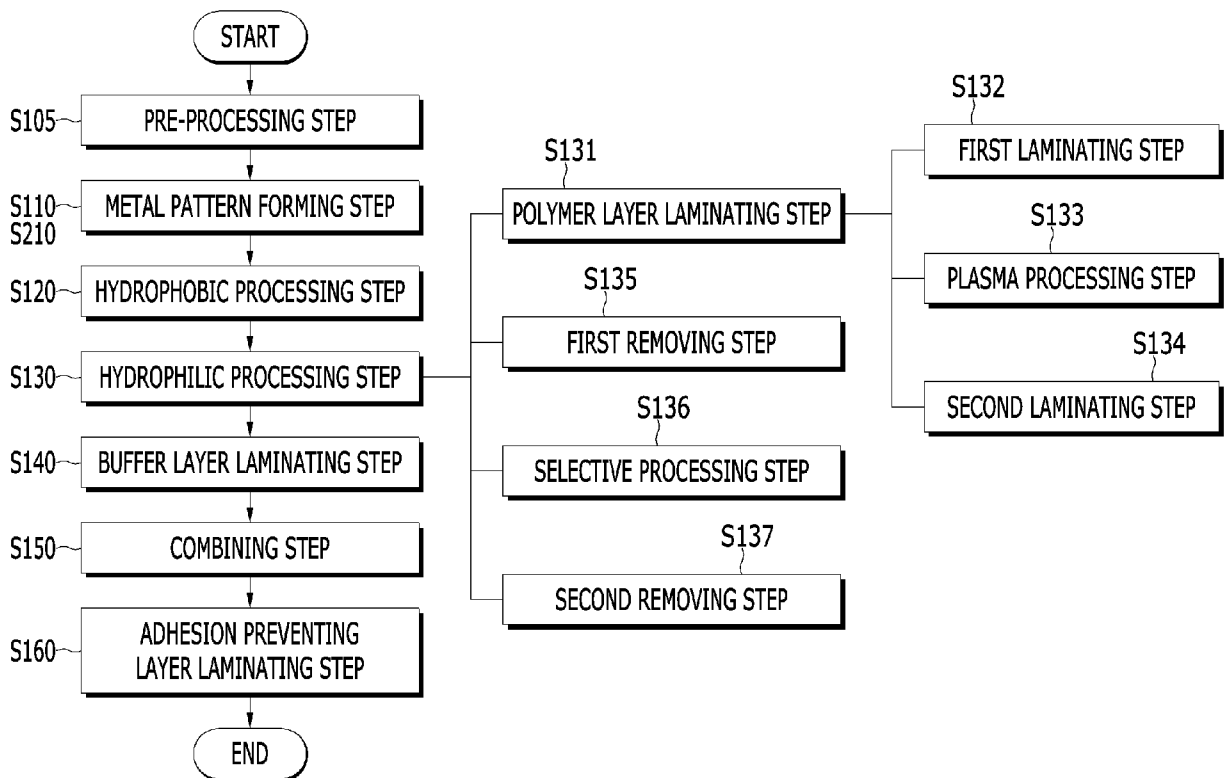 START
S105
PRE-PROCESSING STEP
S110
S210
METAL PATTERN FORMING STEP
S120
HYDROPHOBIC PROCESSING STEP
S130
HYDROPHILIC PROCESSING STEP
S140
BUFFER LAYER LAMINATING STEP
S150
COMBINING STEP
S160
ADHESION PREVENTING
LAYER LAMINATING STEP
END
S131
POLYMER LAYER LAMINATING STEP
S135
FIRST REMOVING STEP
S136
SELECTIVE PROCESSING STEP
S137
SECOND REMOVING STEP
S132
FIRST LAMINATING STEP
S133
PLASMA PROCESSING STEP
S134
SECOND LAMINATING STEP